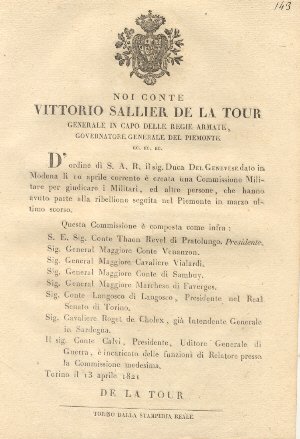 143
NOI CONTE
VITTORIO SALLIER DE LA TOUR
GENERALE IN CAPO DELLE REGIE ARMATE,
GOVERNATORE GENERALE DEL PIEMONTE
EC. EC. EC.
D'ordine di S. A. R. il sig. Duca DEL GENEVESE dato in
Modena li 10 aprile corrente è creata una Commissione Mili-
tare per giudicare i Militari, ed altre persone, che hanno
avuto parte alla ribellione seguita nel Piemonte in marzo ul-
timo scorso.
Questa Commissione è composta come infra:
S. E. Sig. Conte Thaon Revel di Pratolungo, Presidente.
Sig. General Maggiore Conte Venanzon.
Sig. General Maggiore Cavaliere Vialardi.
Sig. General Maggiore Conte di Sambuy.
Sig. General Maggiore Marchese di Faverges.
Sig. Conte Langosco di Langosco, Presidente nel Real
Senato di Torino.
Sig. Cavaliere Roget de Cholex, già Intendente Generale
in Sardegna.
Il sig. Conte Calvi, Presidente, Uditore Generale di
Guerra, è incaricato delle funzioni di Relatore presso
la Commissione medesima.
Torino il 13 aprile 1821
DE LA TOUR
TORINO DALLA STAMPERIA REALE